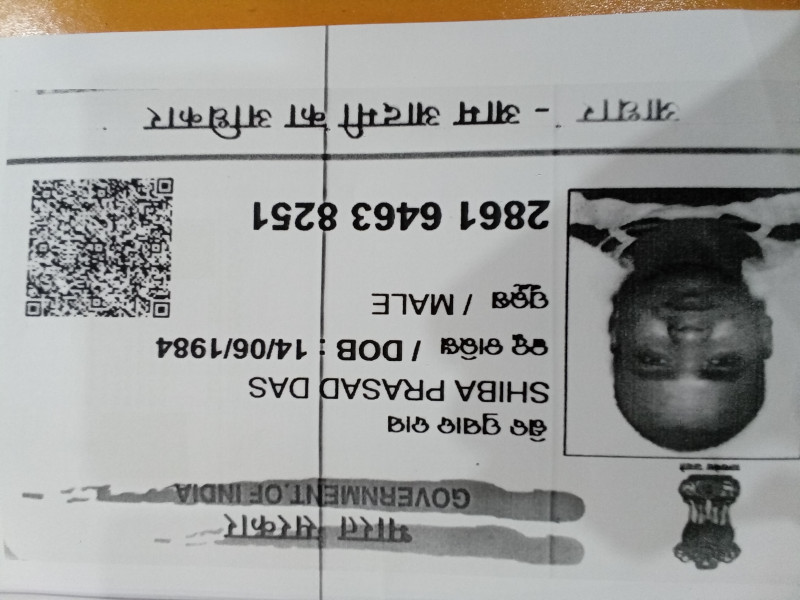 भारत सरकार
GOVERNMENT OF INDIA
ଶିବ ପ୍ରସାଦ ଦାସ
SHIBA PRASAD DAS
ଜନ୍ମ ତାରିଖ / DOB : 14/06/1984
ପୁରୁଷ / MALE
2861 6463 8251
आधार - आम आदमी का अधिकार